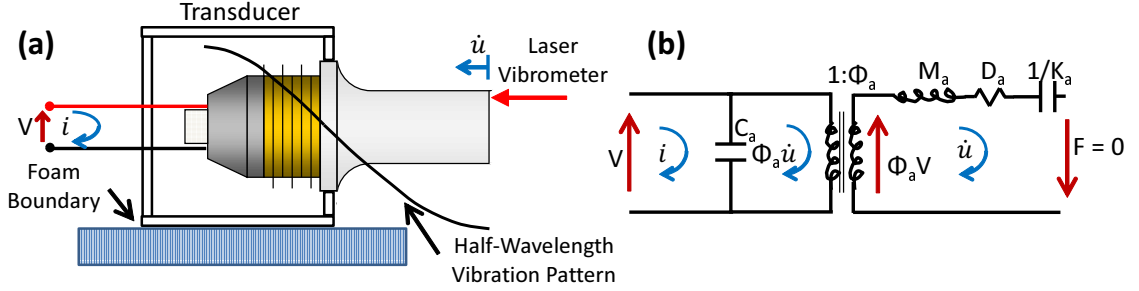 Transducer
(a)
u̇
Laser
Vibrometer
V
i
Foam
Boundary
Half-Wavelength
Vibration Pattern
(b)
1:Φₐ
Mₐ
Dₐ
1/Kₐ
V
i
Cₐ
Φₐu̇
ΦₐV
u̇
F = 0